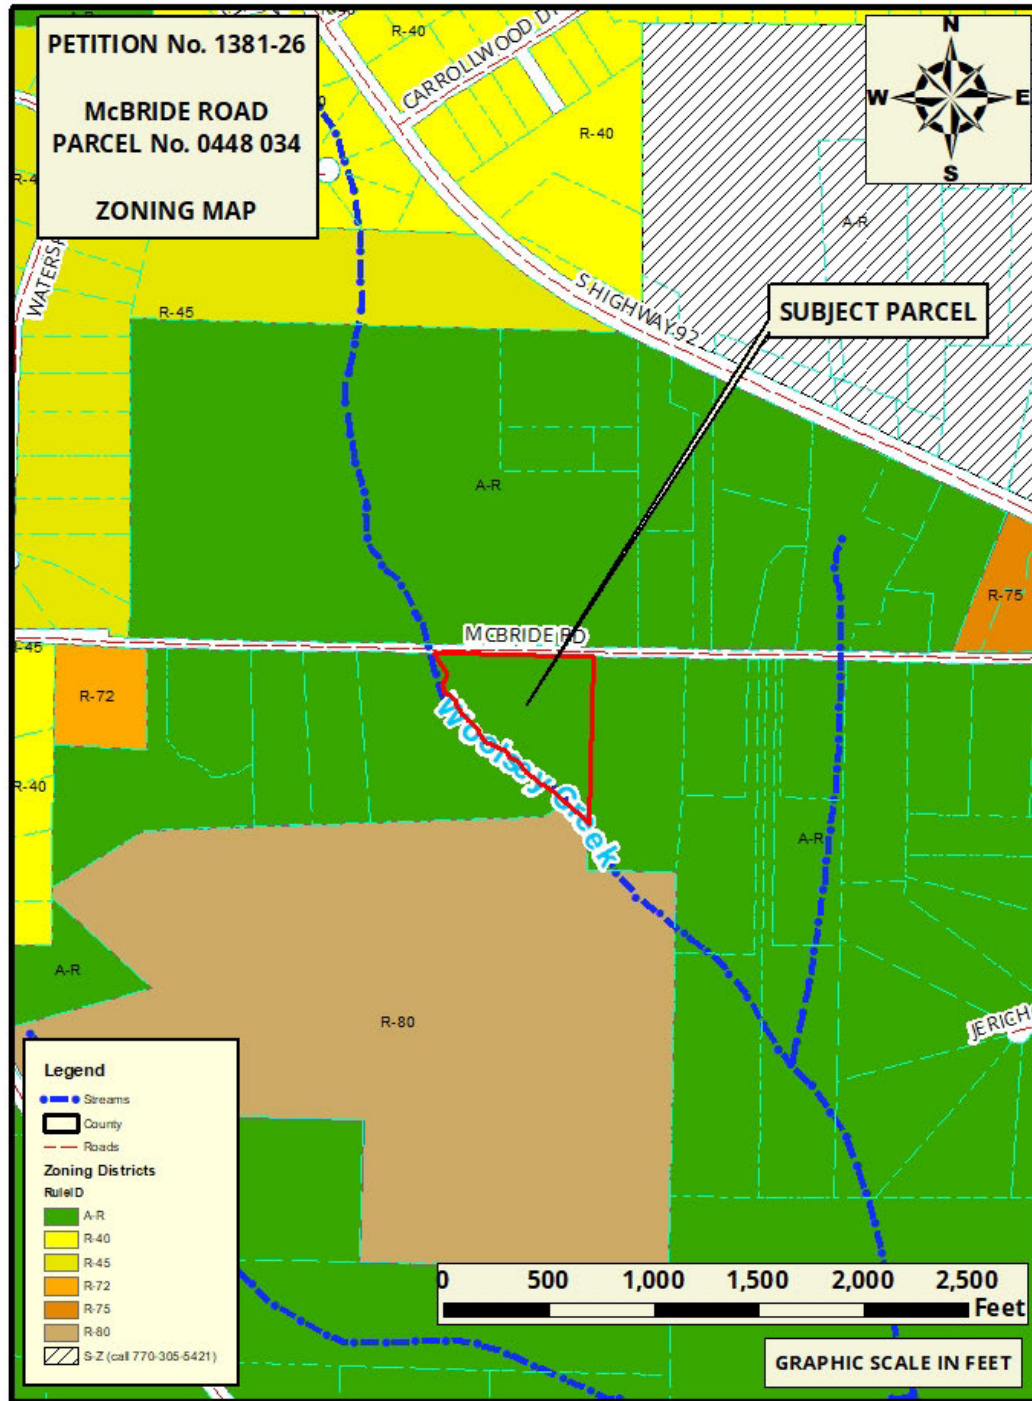 PETITION No. 1381-26
McBRIDE ROAD
PARCEL No. 0448 034
ZONING MAP
R-40
CARROLLWOOD
R-40
N
W
E
S
A-R
R-45
S HIGHWAY 92
SUBJECT PARCEL
A-R
R-75
MCBRIDE RD
R-72
Woolsey Creek
R-40
A-R
A-R
R-80
Legend
Streams
County
Roads
Zoning Districts
RuleID
A-R
R-40
R-45
R-72
R-75
R-80
S-Z (call 770-305-5421)
0 500 1,000 1,500 2,000 2,500
Feet
GRAPHIC SCALE IN FEET